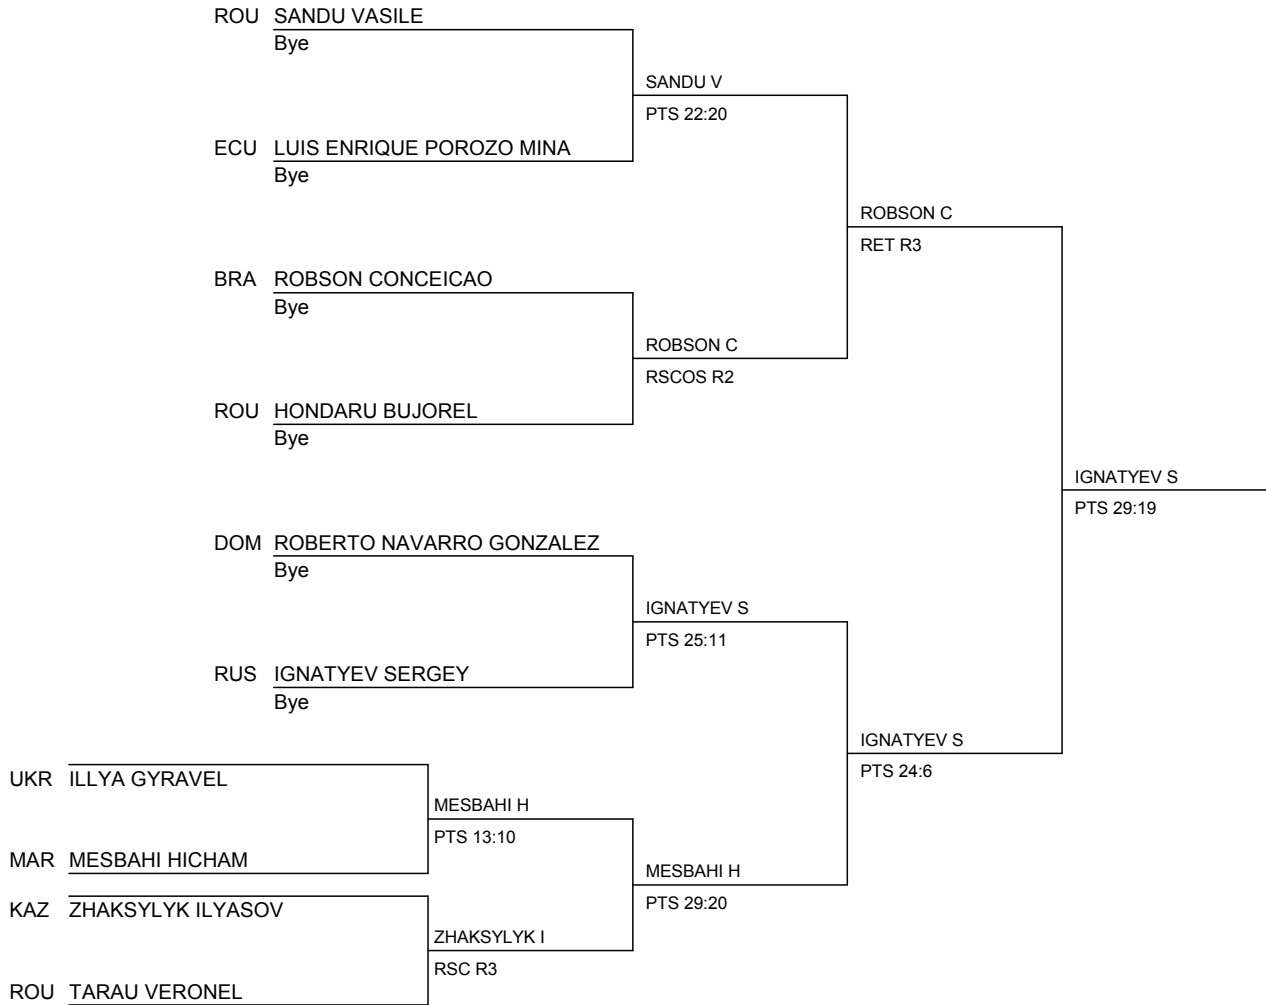 ROU SANDU VASILE
Bye
SANDU V
PTS 22:20
ECU LUIS ENRIQUE POROZO MINA
Bye
ROBSON C
RET R3
BRA ROBSON CONCEICAO
Bye
ROBSON C
RSCOS R2
ROU HONDARU BUJOREL
Bye
IGNATYEV S
PTS 29:19
DOM ROBERTO NAVARRO GONZALEZ
Bye
IGNATYEV S
PTS 25:11
RUS IGNATYEV SERGEY
Bye
IGNATYEV S
PTS 24:6
UKR ILLYA GYRAVEL
MESBAHI H
PTS 13:10
MAR MESBAHI HICHAM
MESBAHI H
PTS 29:20
KAZ ZHAKSYLYK ILYASOV
ZHAKSYLYK I
RSC R3
ROU TARAU VERONEL